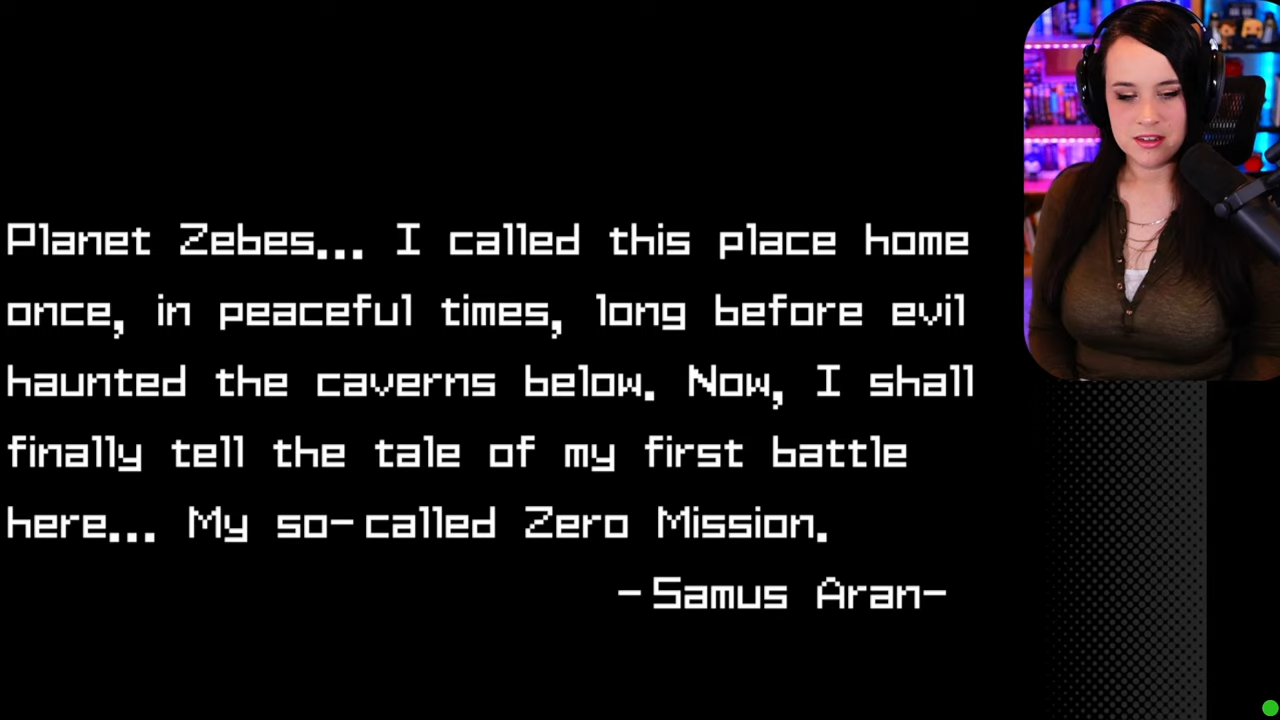 Planet Zebes... I called this place home
once, in peaceful times, long before evil
haunted the caverns below. Now, I shall
finally tell the tale of my first battle
here... My so-called Zero Mission.
-Samus Aran-